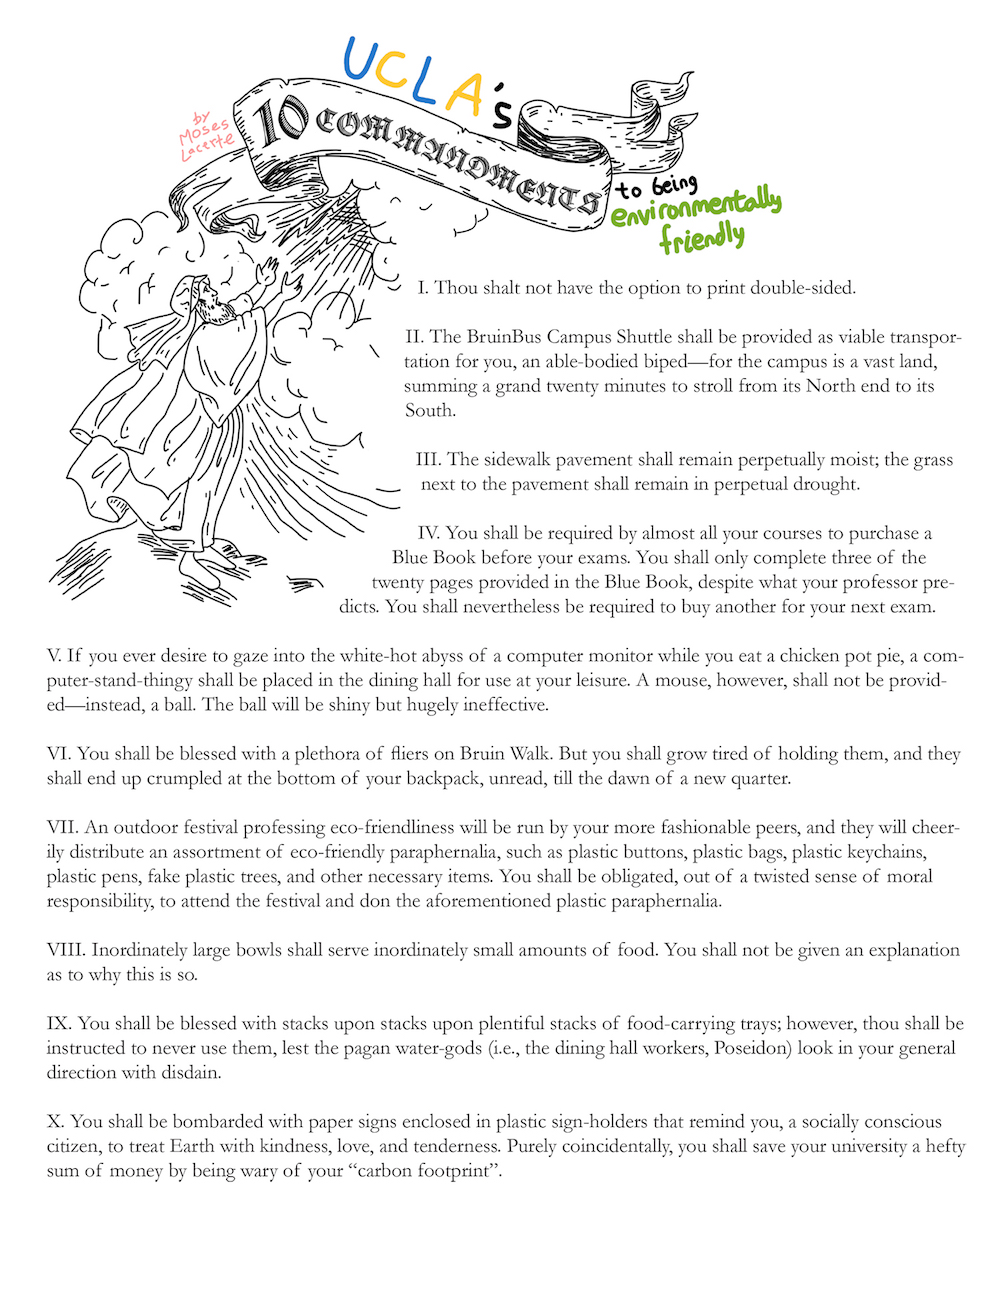 UCLA's
10 COMMANDMENTS
by
Moses
Lacerte
to being
environmentally
friendly
I. Thou shalt not have the option to print double-sided.
II. The BruinBus Campus Shuttle shall be provided as viable transpor-
tation for you, an able-bodied biped—for the campus is a vast land,
summing a grand twenty minutes to stroll from its North end to its
South.
III. The sidewalk pavement shall remain perpetually moist; the grass
next to the pavement shall remain in perpetual drought.
IV. You shall be required by almost all your courses to purchase a
Blue Book before your exams. You shall only complete three of the
twenty pages provided in the Blue Book, despite what your professor pre-
dicts. You shall nevertheless be required to buy another for your next exam.
V. If you ever desire to gaze into the white-hot abyss of a computer monitor while you eat a chicken pot pie, a com-
puter-stand-thingy shall be placed in the dining hall for use at your leisure. A mouse, however, shall not be provid-
ed—instead, a ball. The ball will be shiny but hugely ineffective.
VI. You shall be blessed with a plethora of fliers on Bruin Walk. But you shall grow tired of holding them, and they
shall end up crumpled at the bottom of your backpack, unread, till the dawn of a new quarter.
VII. An outdoor festival professing eco-friendliness will be run by your more fashionable peers, and they will cheer-
ily distribute an assortment of eco-friendly paraphernalia, such as plastic buttons, plastic bags, plastic keychains,
plastic pens, fake plastic trees, and other necessary items. You shall be obligated, out of a twisted sense of moral
responsibility, to attend the festival and don the aforementioned plastic paraphernalia.
VIII. Inordinately large bowls shall serve inordinately small amounts of food. You shall not be given an explanation
as to why this is so.
IX. You shall be blessed with stacks upon stacks upon plentiful stacks of food-carrying trays; however, thou shall be
instructed to never use them, lest the pagan water-gods (i.e., the dining hall workers, Poseidon) look in your general
direction with disdain.
X. You shall be bombarded with paper signs enclosed in plastic sign-holders that remind you, a socially conscious
citizen, to treat Earth with kindness, love, and tenderness. Purely coincidentally, you shall save your university a hefty
sum of money by being wary of your “carbon footprint”.